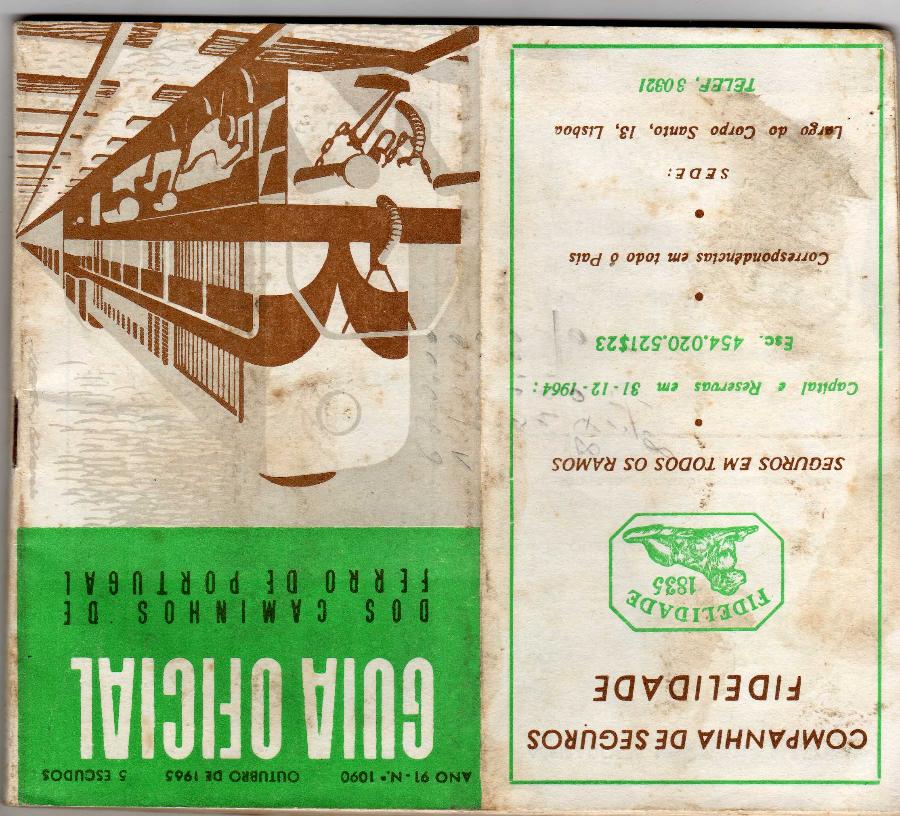 ANO 91 - N.º 1090 OUTUBRO DE 1965 5 ESCUDOS
GUIA OFICIAL
DOS CAMINHOS DE
FERRO DE PORTUGAL
COMPANHIA DE SEGUROS
FIDELIDADE
FIDELIDADE
1835
SEGUROS EM TODOS OS RAMOS
Capital e Reservas em 31-12-1964:
Esc. 454.020.521$23
Correspondências em todo o País
SEDE:
Largo do Corpo Santo, 13, Lisboa
TELEF. 30321